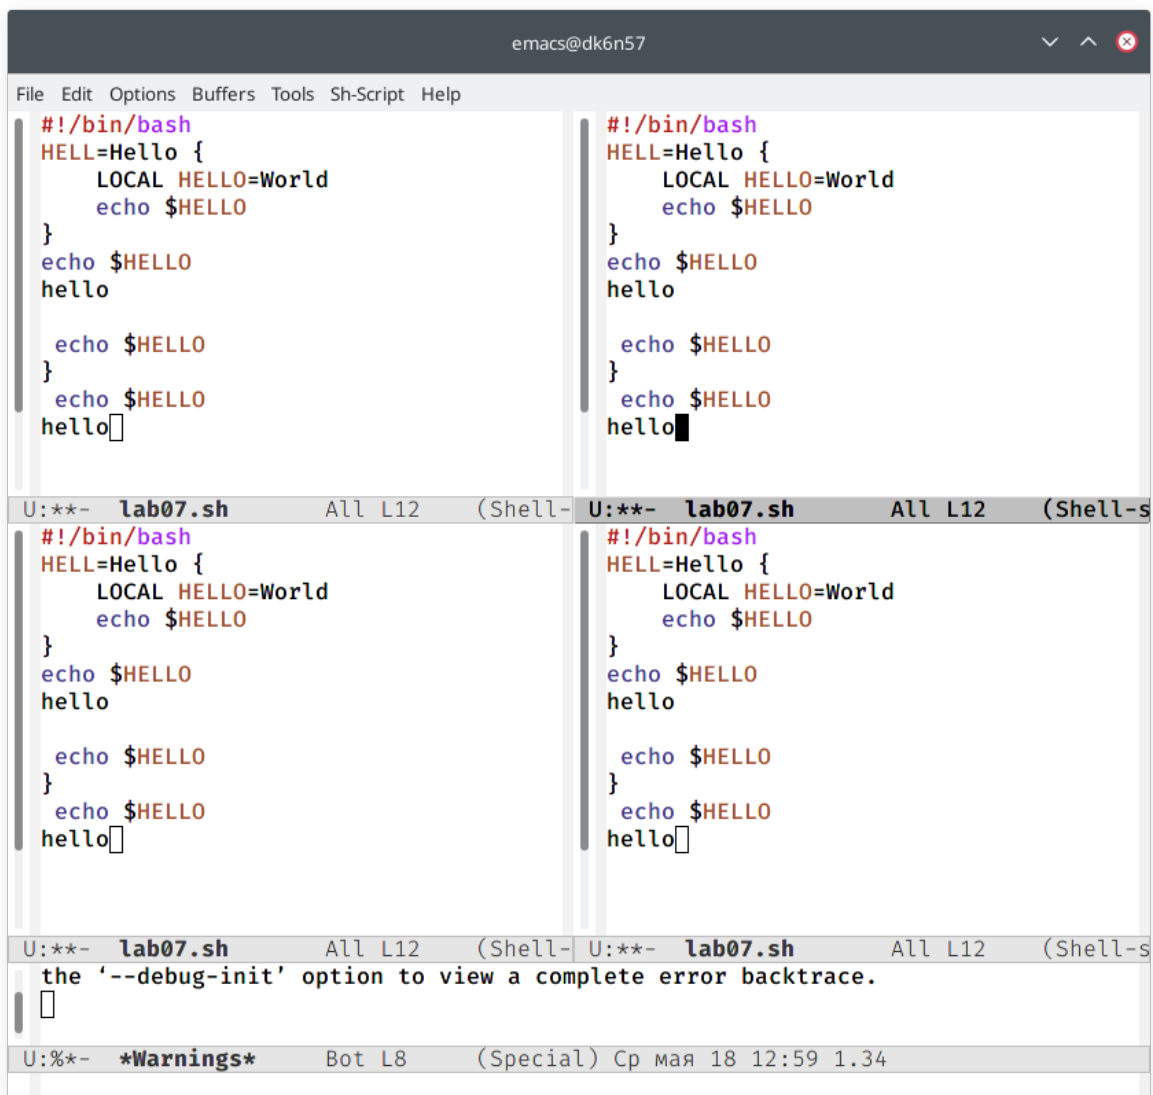 emacs@dk6n57
File Edit Options Buffers Tools Sh-Script Help
#!/bin/bash
HELL=Hello {
    LOCAL HELLO=World
    echo $HELLO
}
echo $HELLO
hello

 echo $HELLO
}
 echo $HELLO
hello
U:**-  lab07.sh       All L12    (Shell-
#!/bin/bash
HELL=Hello {
    LOCAL HELLO=World
    echo $HELLO
}
echo $HELLO
hello

 echo $HELLO
}
 echo $HELLO
hello
U:**-  lab07.sh       All L12    (Shell-s
#!/bin/bash
HELL=Hello {
    LOCAL HELLO=World
    echo $HELLO
}
echo $HELLO
hello

 echo $HELLO
}
 echo $HELLO
hello
U:**-  lab07.sh       All L12    (Shell-
#!/bin/bash
HELL=Hello {
    LOCAL HELLO=World
    echo $HELLO
}
echo $HELLO
hello

 echo $HELLO
}
 echo $HELLO
hello
U:**-  lab07.sh       All L12    (Shell-s
the ‘--debug-init’ option to view a complete error backtrace.
U:%*-  *Warnings*     Bot L8     (Special) Ср мая 18 12:59 1.34